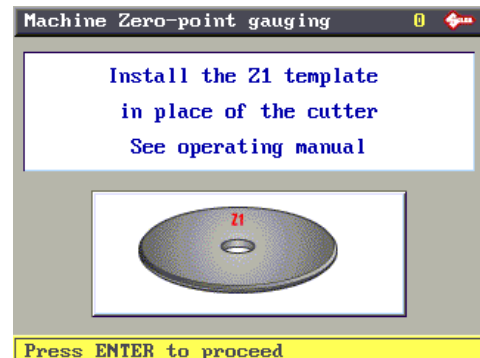 Machine Zero-point gauging 0
Install the Z1 template
in place of the cutter
See operating manual
Z1
Press ENTER to proceed